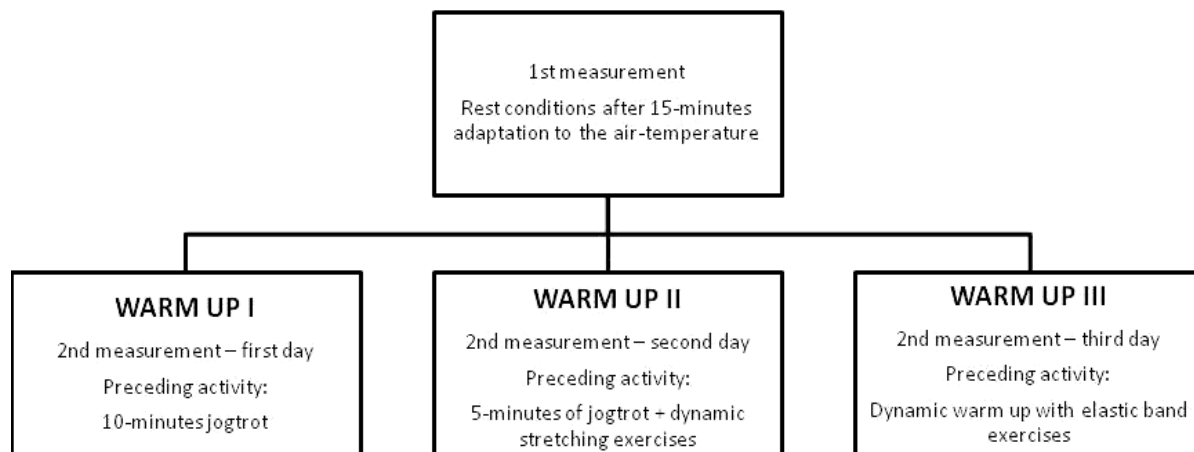 1st measurement
Rest conditions after 15-minutes
adaptation to the air-temperature
WARM UP I
2nd measurement – first day
Preceding activity:
10-minutes jogtrot
WARM UP II
2nd measurement – second day
Preceding activity:
5-minutes of jogtrot + dynamic
stretching exercises
WARM UP III
2nd measurement – third day
Preceding activity:
Dynamic warm up with elastic band
exercises